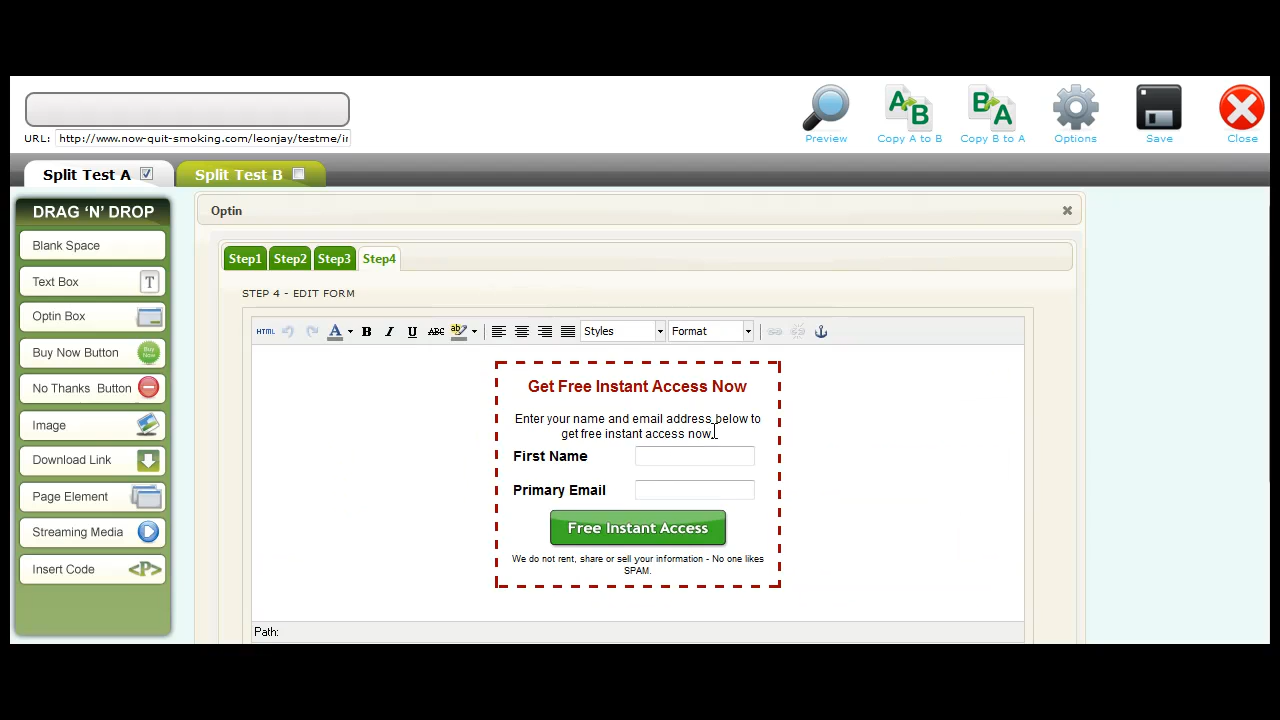 Preview
Copy A to B
Copy B to A
Options
Save
Close
URL: http://www.now-quit-smoking.com/leonjay/testme/ir
Split Test A
Split Test B
DRAG 'N' DROP
Blank Space
Text Box
Optin Box
Buy Now Button
No Thanks Button
Image
Download Link
Page Element
Streaming Media
Insert Code
Optin
Step1 Step2 Step3 Step4
STEP 4 - EDIT FORM
HTML A B I U ABC ab Styles Format
Get Free Instant Access Now
Enter your name and email address below to
get free instant access now.
First Name
Primary Email
Free Instant Access
We do not rent, share or sell your information - No one likes
SPAM.
Path: